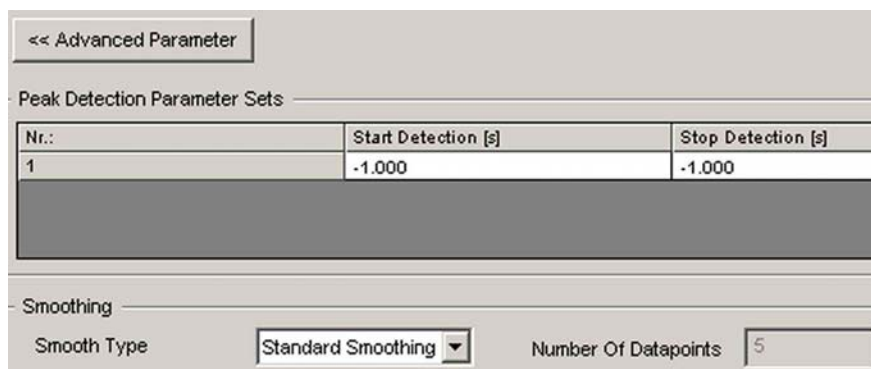 << Advanced Parameter
Peak Detection Parameter Sets
Nr.: Start Detection [s] Stop Detection [s]
1 -1.000 -1.000
Smoothing
Smooth Type Standard Smoothing Number Of Datapoints 5